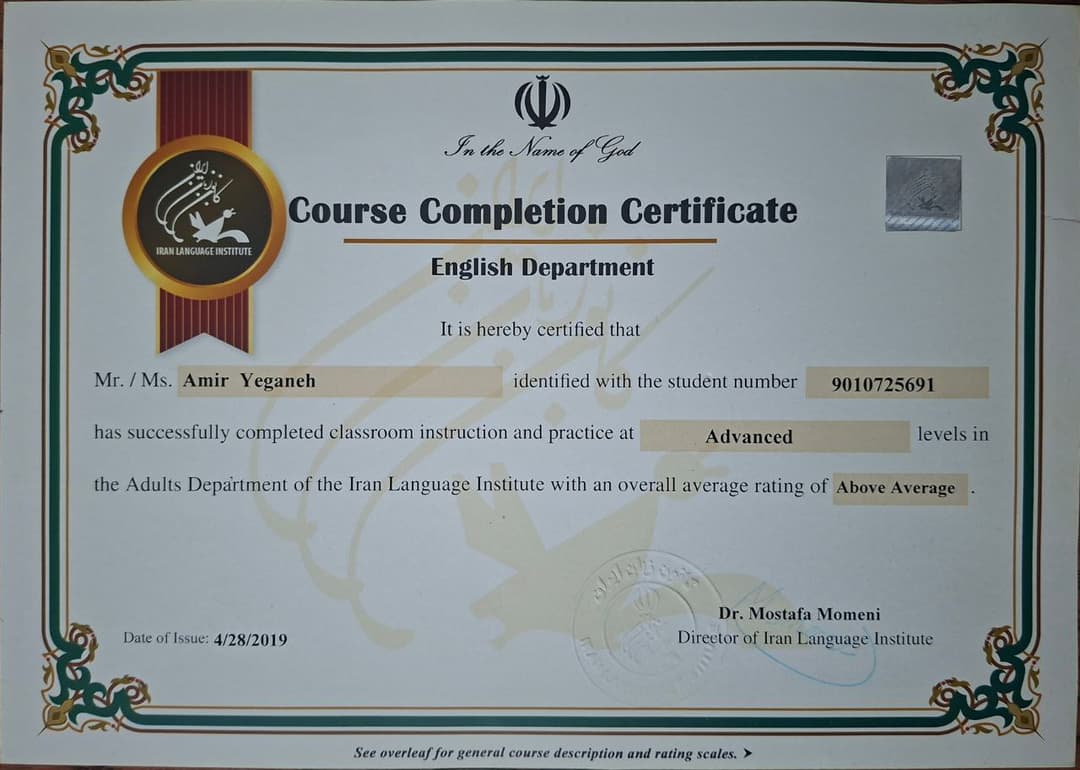 In the Name of God
کانون زبان ایران
IRAN LANGUAGE INSTITUTE
Course Completion Certificate
English Department
It is hereby certified that
Mr. / Ms. Amir Yeganeh identified with the student number 9010725691
has successfully completed classroom instruction and practice at Advanced levels in
the Adults Department of the Iran Language Institute with an overall average rating of Above Average .
Dr. Mostafa Momeni
Date of Issue: 4/28/2019
Director of Iran Language Institute
See overleaf for general course description and rating scales. ➤